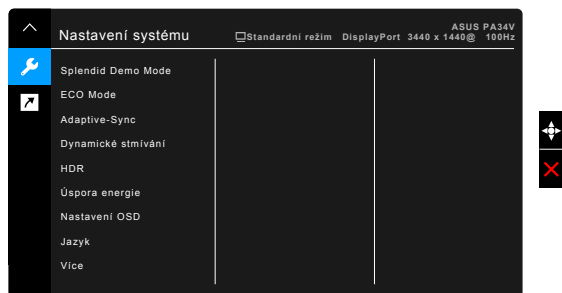 ASUS PA34V
Nastavení systému
Standardní režim DisplayPort 3440 x 1440@ 100Hz
Splendid Demo Mode
ECO Mode
Adaptive-Sync
Dynamické stmívání
HDR
Úspora energie
Nastavení OSD
Jazyk
Více